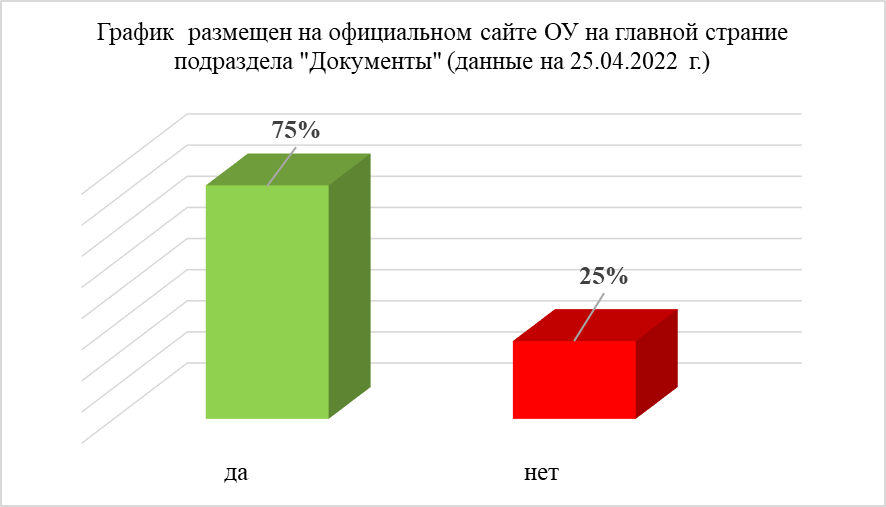 График  размещен на официальном сайте ОУ на главной страние
подраздела "Документы" (данные на 25.04.2022  г.)
75%
25%
да
нет